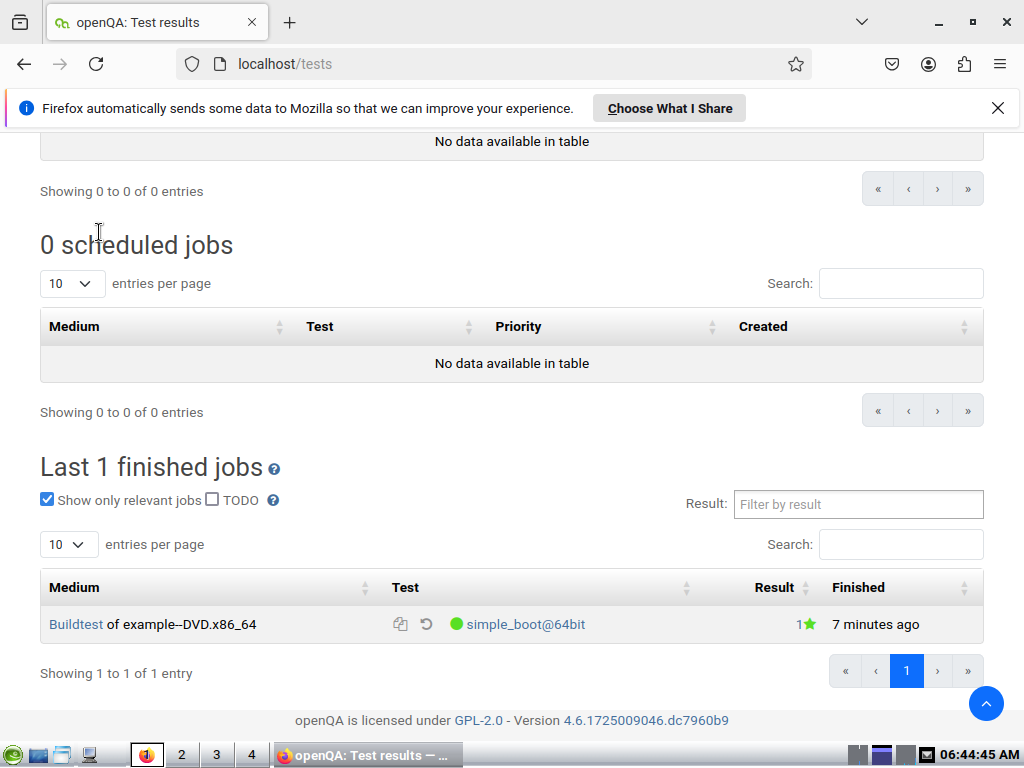 openQA: Test results
localhost/tests
Firefox automatically sends some data to Mozilla so that we can improve your experience. Choose What I Share
No data available in table
Showing 0 to 0 of 0 entries « ‹ › »
0 scheduled jobs
10 entries per page Search:
Medium Test Priority Created
No data available in table
Showing 0 to 0 of 0 entries « ‹ › »
Last 1 finished jobs ?
Show only relevant jobs TODO ? Result: Filter by result
10 entries per page Search:
Medium Test Result Finished
Buildtest of example--DVD.x86_64 simple_boot@64bit 1 7 minutes ago
Showing 1 to 1 of 1 entry « ‹ 1 › »
openQA is licensed under GPL-2.0 - Version 4.6.1725009046.dc7960b9
1 2 3 4 openQA: Test results — ... 06:44:45 AM